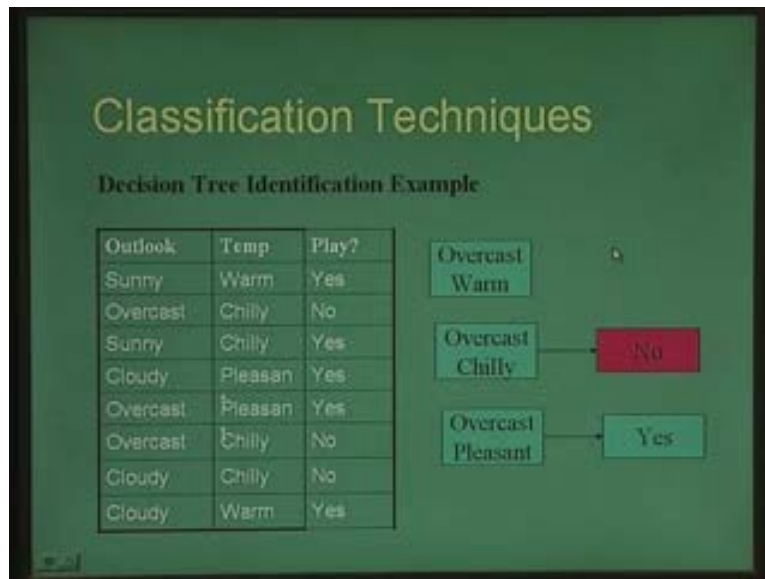 Classification Techniques
Decision Tree Identification Example
Outlook Temp Play?
Sunny Warm Yes
Overcast Chilly No
Sunny Chilly Yes
Cloudy Pleasan Yes
Overcast Pleasan Yes
Overcast Chilly No
Cloudy Chilly No
Cloudy Warm Yes
Overcast
Warm
Overcast
Chilly
No
Overcast
Pleasant
Yes